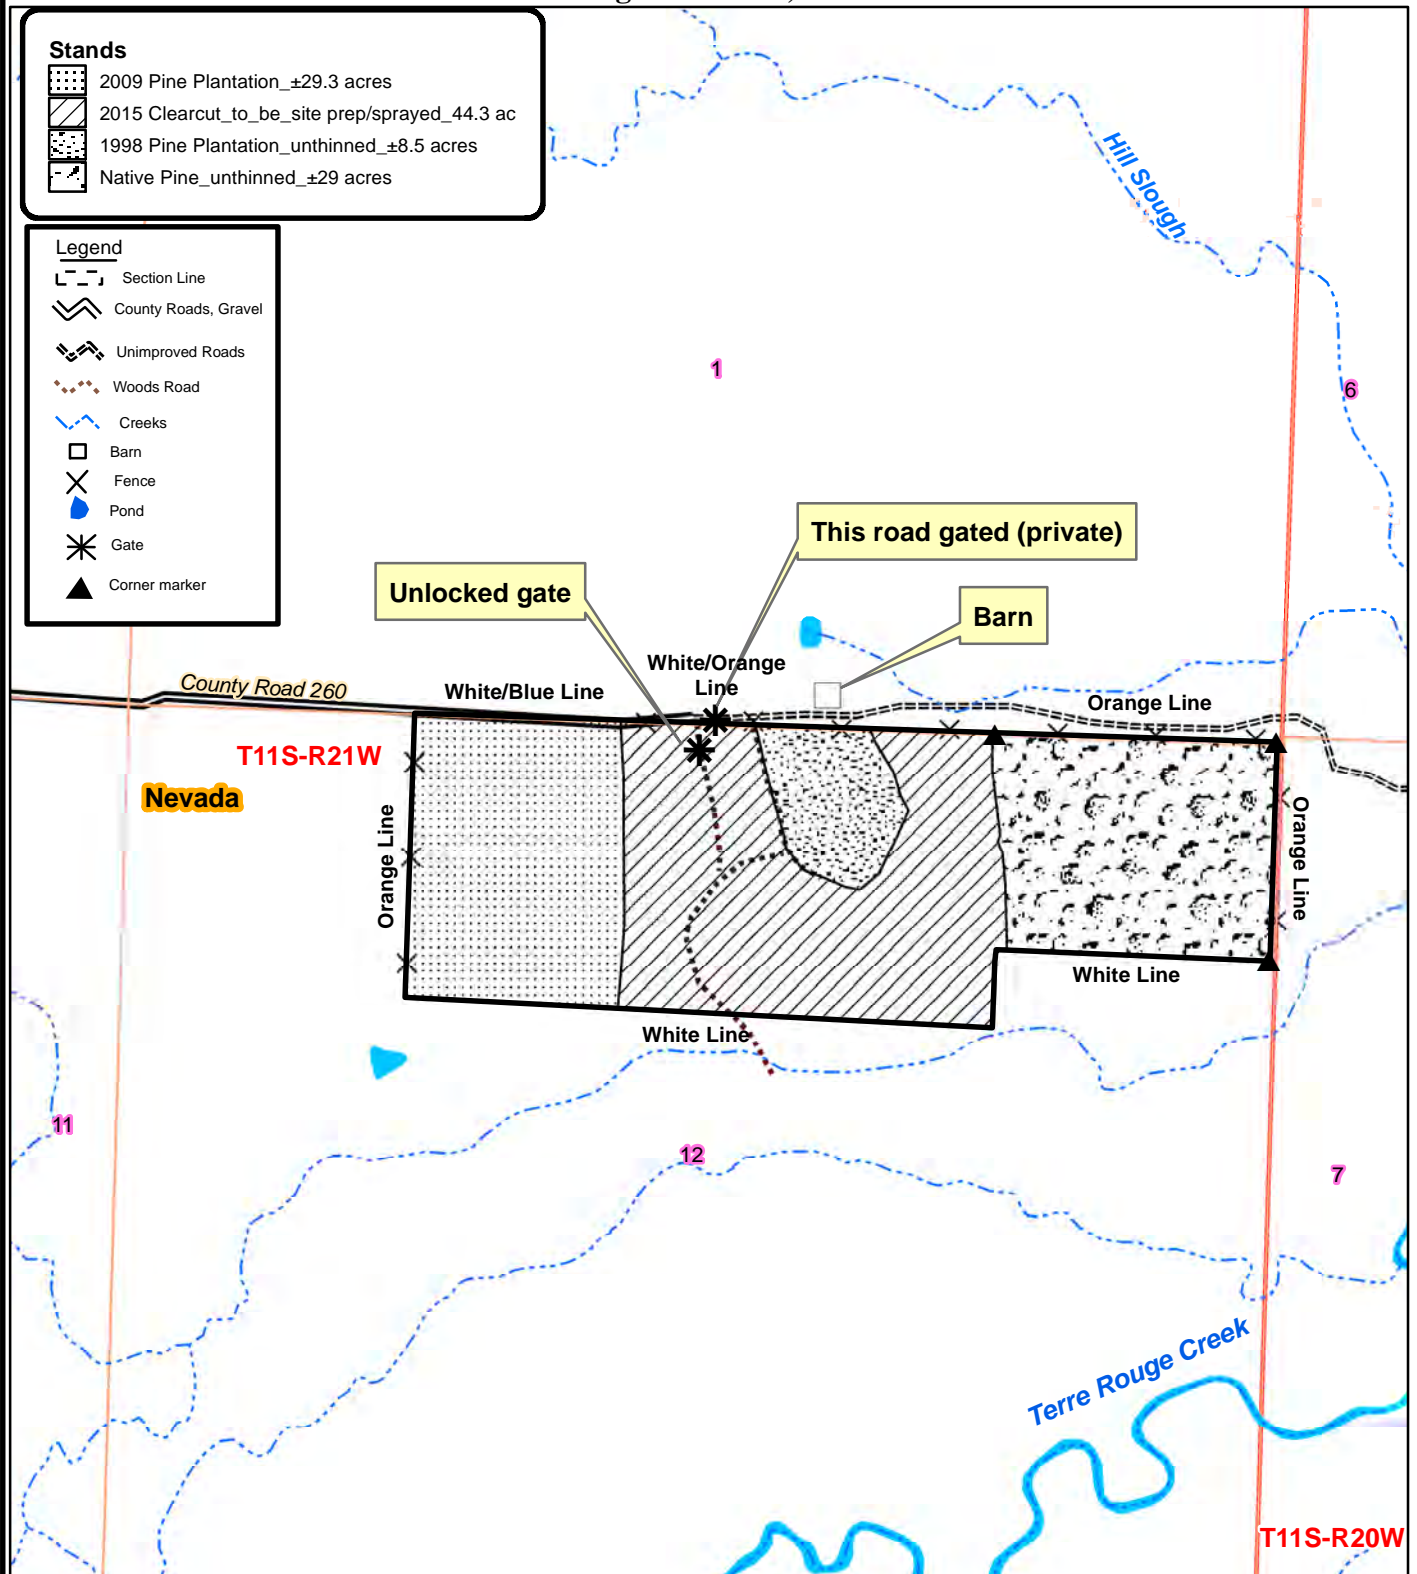 Stands
2009 Pine Plantation_±29.3 acres
2015 Clearcut_to_be_site prep/sprayed_44.3 ac
1998 Pine Plantation_unthinned_±8.5 acres
Native Pine_unthinned_±29 acres
Legend
Section Line
County Roads, Gravel
Unimproved Roads
Woods Road
Creeks
Barn
Fence
Pond
Gate
Corner marker
Hill Slough
1
6
This road gated (private)
Unlocked gate
Barn
White/Orange
Line
County Road 260
White/Blue Line
Orange Line
T11S-R21W
Nevada
Orange Line
Orange Line
White Line
White Line
11
12
7
Terre Rouge Creek
T11S-R20W